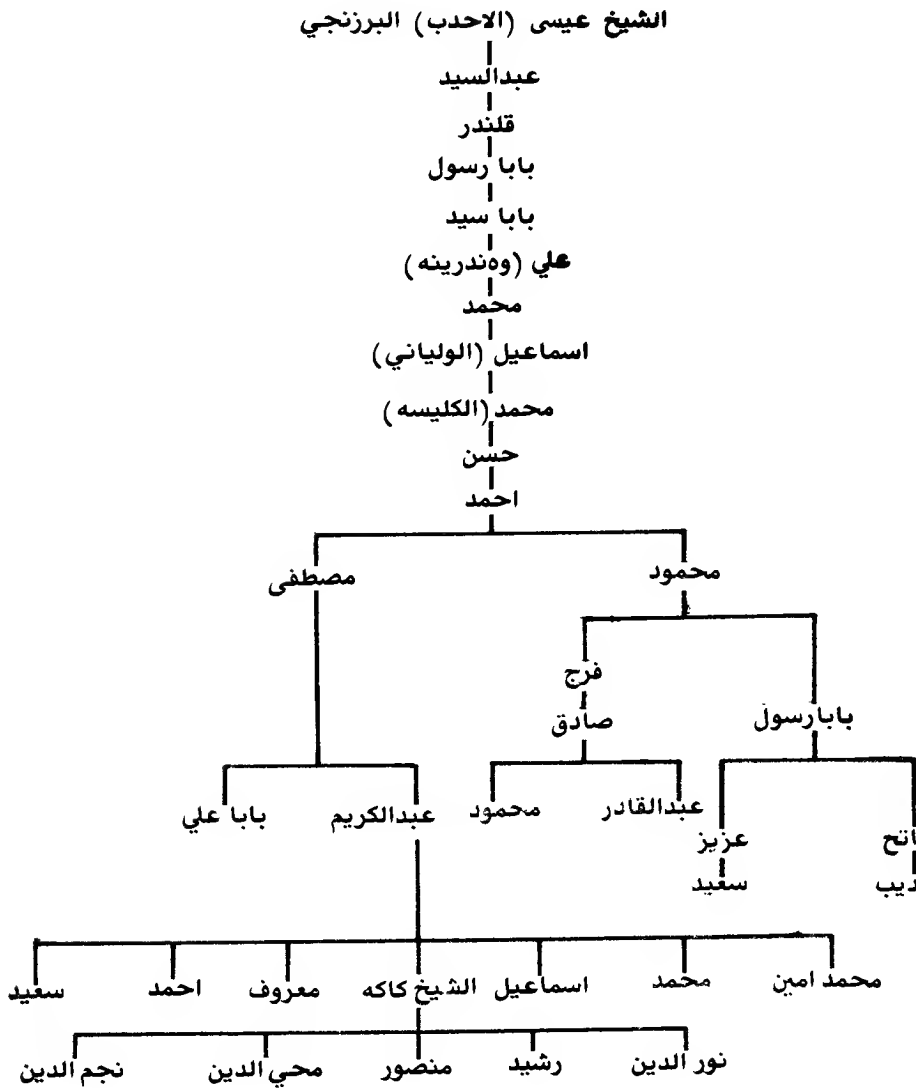 الشيخ عيسى (الاحدب) البرزنجي
عبدالسيد
قلندر
بابا رسول
بابا سيد
علي (وەندرينه)
محمد
اسماعيل (الولياني)
محمد (الكليسه)
حسن
احمد
محمود
مصطفى
فرج
بابارسول
صادق
عبدالقادر
محمود
عبدالكريم
بابا علي
عزيز
سعيد
محمد امين
محمد
اسماعيل
الشيخ كاكه
معروف
احمد
سعيد
نور الدين
رشيد
منصور
محي الدين
نجم الدين